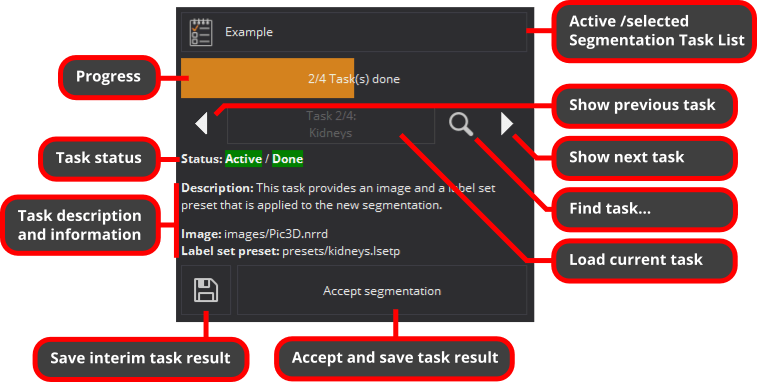 Example
Active /selected
Segmentation Task List
Progress
2/4 Task(s) done
Show previous task
Task 2/4:
Kidneys
Task status
Status: Active / Done
Show next task
Description: This task provides an image and a label set
preset that is applied to the new segmentation.
Find task...
Task description
and information
Image: images/Pic3D.nrrd
Label set preset: presets/kidneys.lsetp
Load current task
Accept segmentation
Save interim task result
Accept and save task result